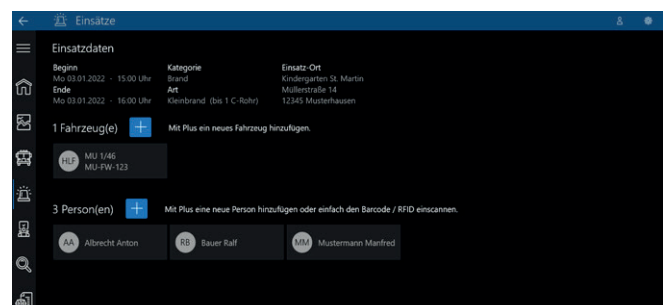 Einsätze
Einsatzdaten
Beginn Kategorie Einsatz-Ort
Mo 03.01.2022 - 15:00 Uhr Brand Kindergarten St. Martin
Ende Art Müllerstraße 14
Mo 03.01.2022 - 16:00 Uhr Kleinbrand (bis 1 C-Rohr) 12345 Musterhausen
1 Fahrzeug(e) + Mit Plus ein neues Fahrzeug hinzufügen.
HLF MU 1/46
MU-FW-123
3 Person(en) + Mit Plus eine neue Person hinzufügen oder einfach den Barcode / RFID einscannen.
AA Albrecht Anton RB Bauer Ralf MM Mustermann Manfred